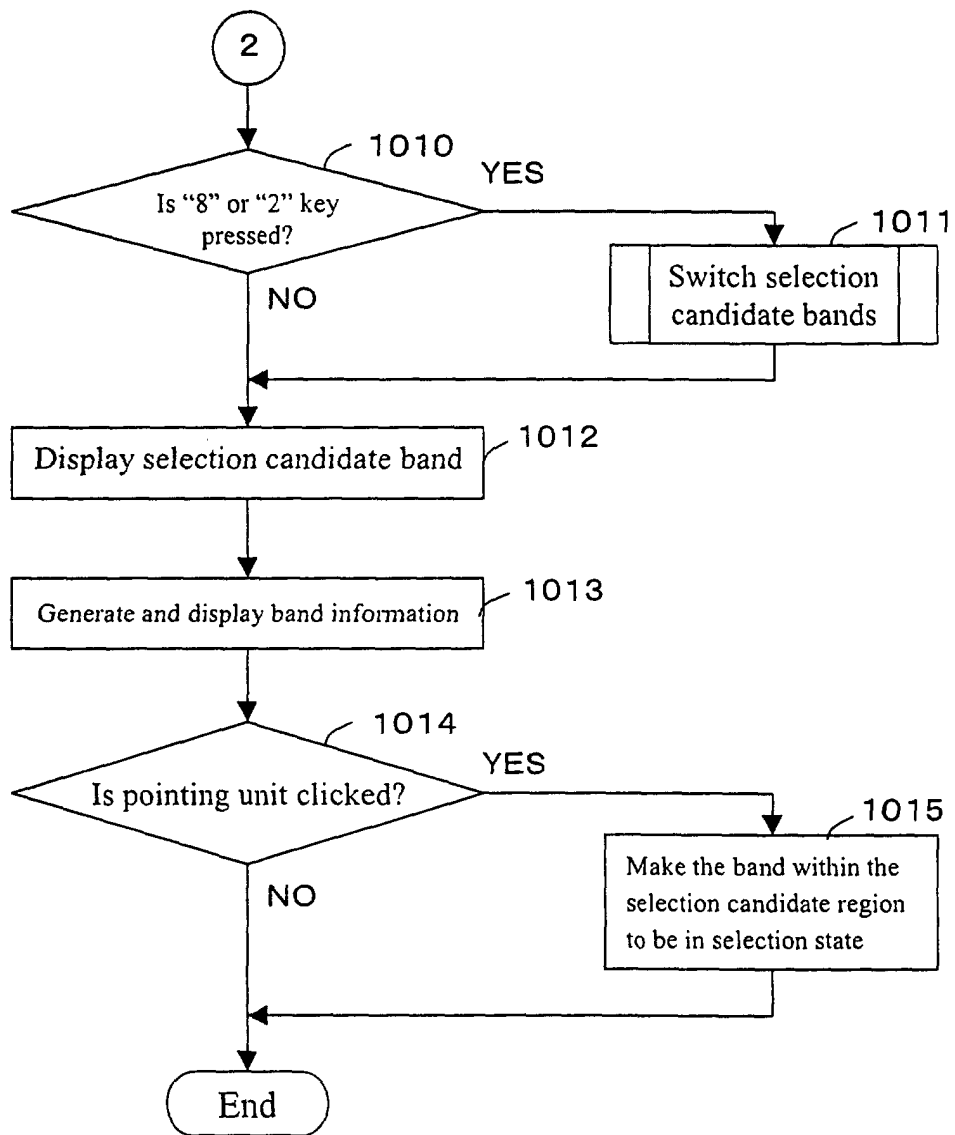 2
1010
YES
Is “8” or “2” key
pressed?
1011
Switch selection
candidate bands
NO
1012
Display selection candidate band
1013
Generate and display band information
1014
YES
Is pointing unit clicked?
1015
Make the band within the
selection candidate region
to be in selection state
NO
End